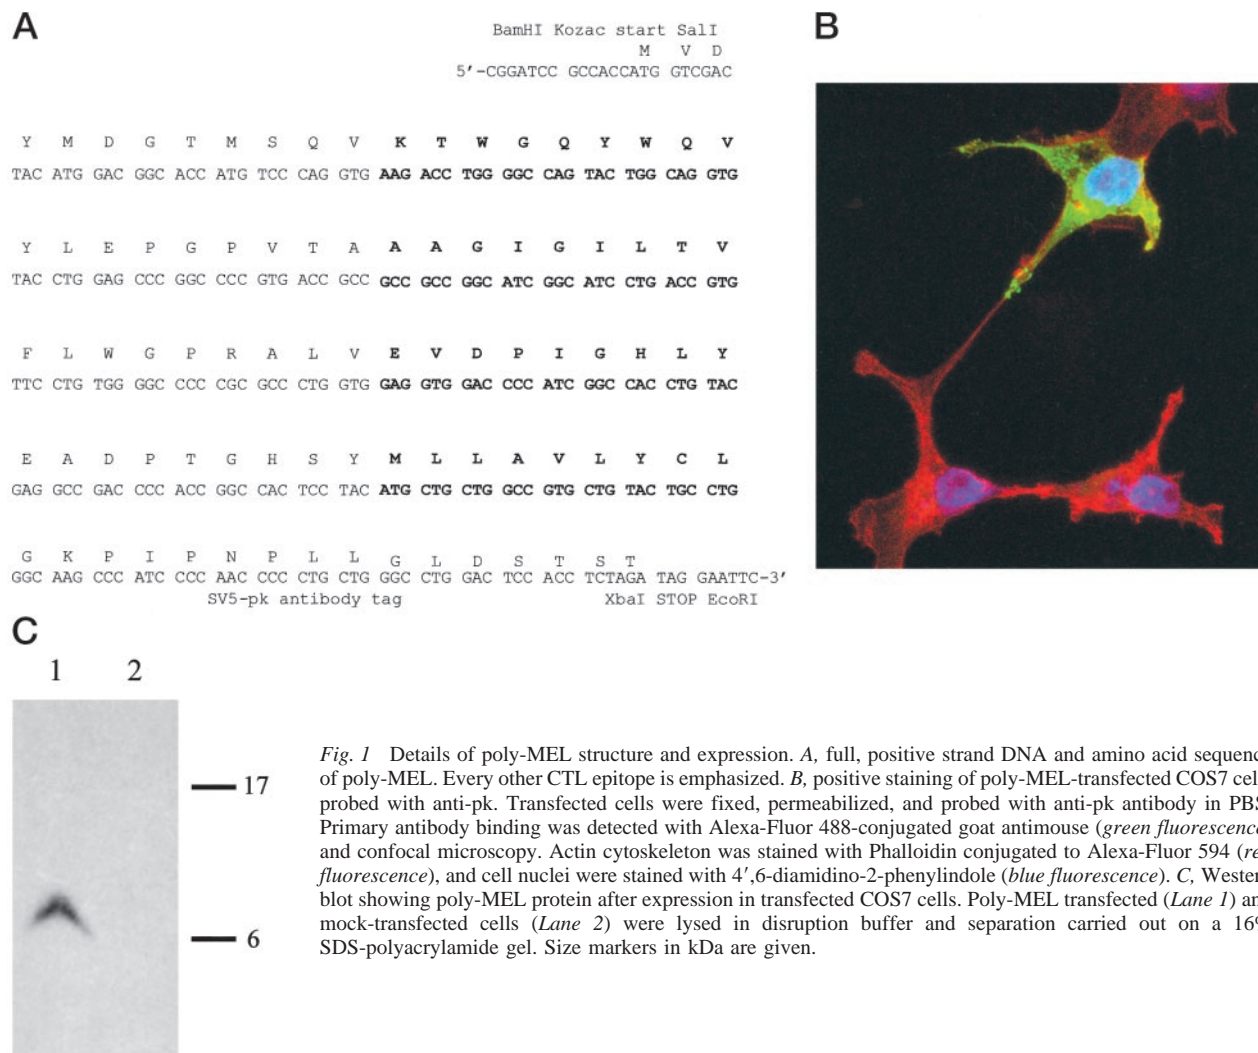 A
BamHI Kozac start SalI
M V D
5'-CGGATCC GCCACCATGG GTCGAC
Y M D G T M S Q V K T W G Q Y W Q V
TAC ATG GAC GGC ACC ATG TCC CAG GTG AAG ACC TGG GGC CAG TAC TGG CAG GTG
Y L E P G P V T A A A G I G I L T V
TAC CTG GAG CCC GGC CCC GTG ACC GCC GCC GCC GGC ATC GGC ATC CTG ACC GTG
F L W G P R A L V E V D P I G H L Y
TTC CTG TGG GGC CCC CGC GCC CTG GTG GAG GTG GAC CCC ATC GGC CAC CTG TAC
E A D P T G H S Y M L L A V L Y C L
GAG GCC GAC CCC ACC GGC CAC TCC TAC ATG CTG CTG GCC GTG CTG TAC TGC CTG
G K P I P N P L L G L D S T S T
GGC AAG CCC ATC CCC AAC CCC CTG CTG GGC CTG GAC TCC ACC TCTAGA TAG GAATTC-3'
SV5-pk antibody tag XbaI STOP EcoRI
B
C
1 2
17
6
Fig. 1 Details of poly-MEL structure and expression. A, full, positive strand DNA and amino acid sequenc
of poly-MEL. Every other CTL epitope is emphasized. B, positive staining of poly-MEL-transfected COS7 cel
probed with anti-pk. Transfected cells were fixed, permeabilized, and probed with anti-pk antibody in PBS
Primary antibody binding was detected with Alexa-Fluor 488-conjugated goat antimouse (green fluorescence
and confocal microscopy. Actin cytoskeleton was stained with Phalloidin conjugated to Alexa-Fluor 594 (re
fluorescence), and cell nuclei were stained with 4′,6-diamidino-2-phenylindole (blue fluorescence). C, Wester
blot showing poly-MEL protein after expression in transfected COS7 cells. Poly-MEL transfected (Lane 1) an
mock-transfected cells (Lane 2) were lysed in disruption buffer and separation carried out on a 16%
SDS-polyacrylamide gel. Size markers in kDa are given.